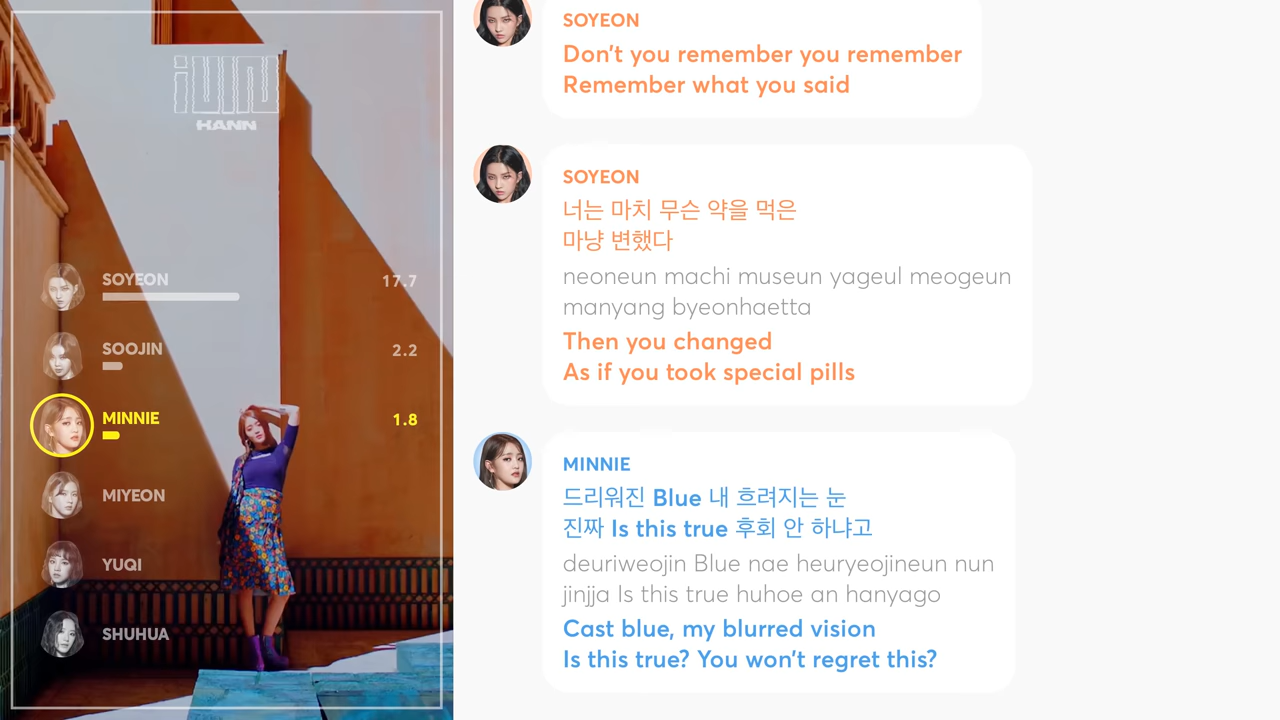 HANN
SOYEON
17.7
SOOJIN
2.2
MINNIE
1.8
MIYEON
YUQI
SHUHUA
SOYEON
Don't you remember you remember
Remember what you said
SOYEON
너는 마치 무슨 약을 먹은
마냥 변했다
neoneun machi museun yageul meogeun
manyang byeonhaetta
Then you changed
As if you took special pills
MINNIE
드리워진 Blue 내 흐려지는 눈
진짜 Is this true 후회 안 하냐고
deuriweojin Blue nae heuryeojineun nun
jinjja Is this true huhoe an hanyago
Cast blue, my blurred vision
Is this true? You won't regret this?